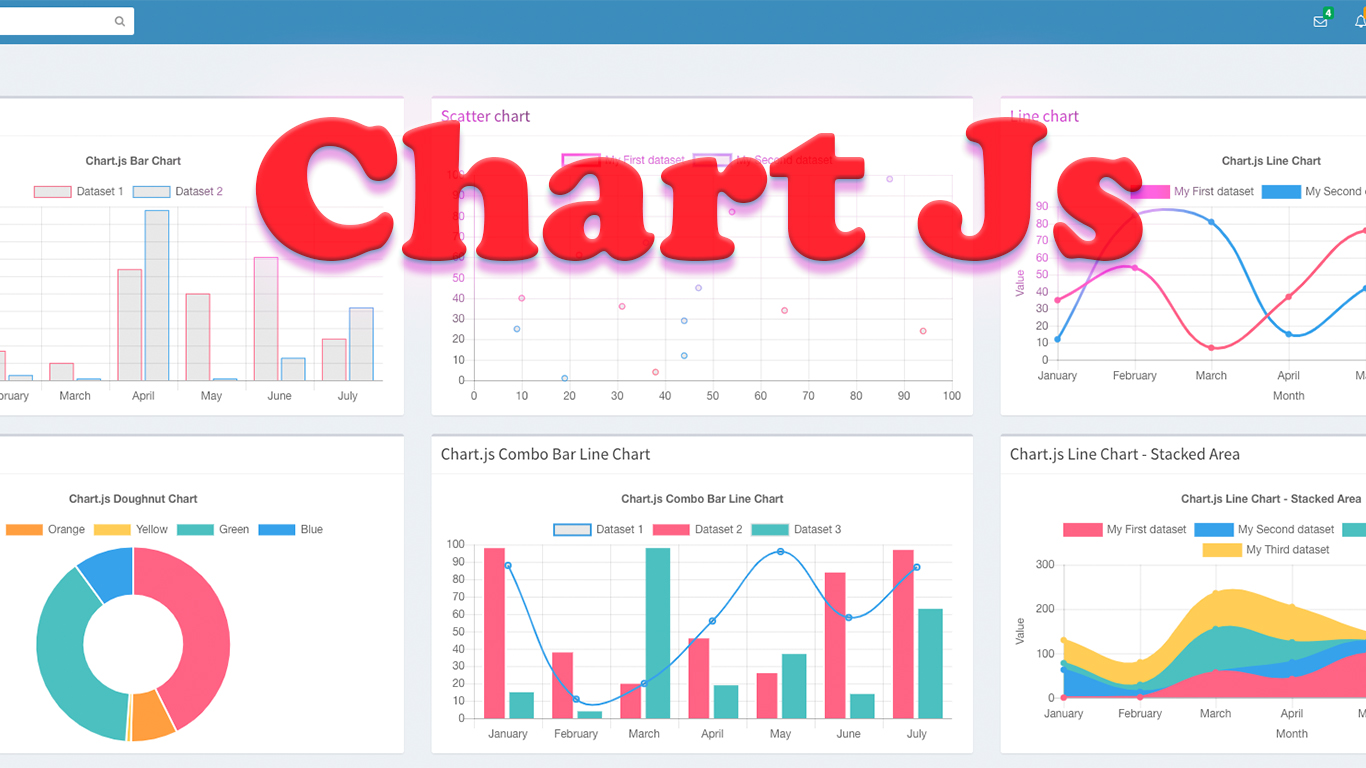 4
Chart Js
Chart.js Bar Chart
Dataset 1 Dataset 2
March April May June July
Scatter chart
My First dataset My Second dataset
100
90
80
70
60
50
40
30
20
10
0
0 10 20 30 40 50 60 70 80 90 100
Line chart
Chart.js Line Chart
My First dataset My Second
90
80
70
60
50
40
30
20
10
0
Value
January February March April
Month
Chart.js Doughnut Chart
Orange Yellow Green Blue
Chart.js Combo Bar Line Chart
Chart.js Combo Bar Line Chart
Dataset 1 Dataset 2 Dataset 3
100
90
80
70
60
50
40
30
20
10
0
January February March April May June July
Chart.js Line Chart - Stacked Area
Chart.js Line Chart - Stacked Area
My First dataset My Second dataset
My Third dataset
300
200
100
0
Value
January February March April
Month